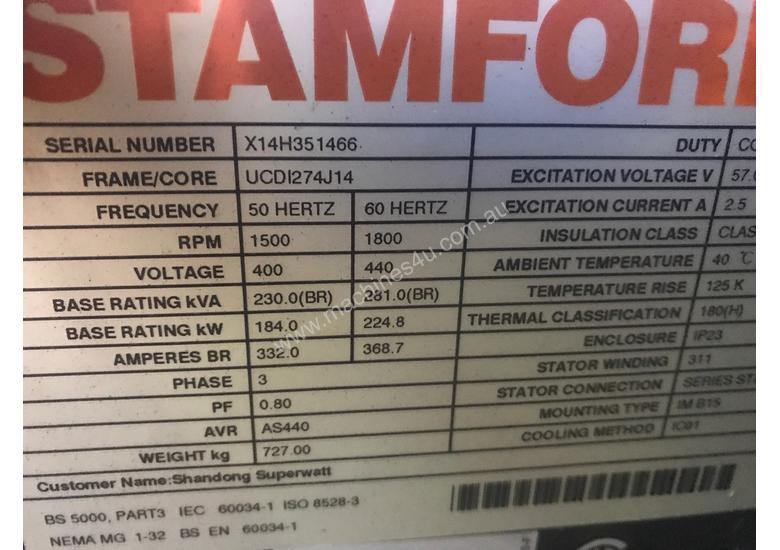 STAMFOR
SERIAL NUMBER X14H351466 DUTY CO
FRAME/CORE UCDI274J14 EXCITATION VOLTAGE V 57.
FREQUENCY 50 HERTZ 60 HERTZ EXCITATION CURRENT A 2.5
RPM 1500 1800 INSULATION CLASS CLAS
VOLTAGE 400 440 AMBIENT TEMPERATURE 40 ℃
BASE RATING kVA 230.0(BR) 281.0(BR) TEMPERATURE RISE 125 K
BASE RATING kW 184.0 224.8 THERMAL CLASSIFICATION 180(H)
AMPERES BR 332.0 368.7 ENCLOSURE IP23
PHASE 3 STATOR WINDING 311
PF 0.80 STATOR CONNECTION SERIES ST
AVR AS440 MOUNTING TYPE IM B15
WEIGHT kg 727.00 COOLING METHOD IC01
Customer Name:Shandong Superwatt
BS 5000, PART3 IEC 60034-1 ISO 8528-3
NEMA MG 1-32 BS EN 60034-1
www.machines4u.com.au